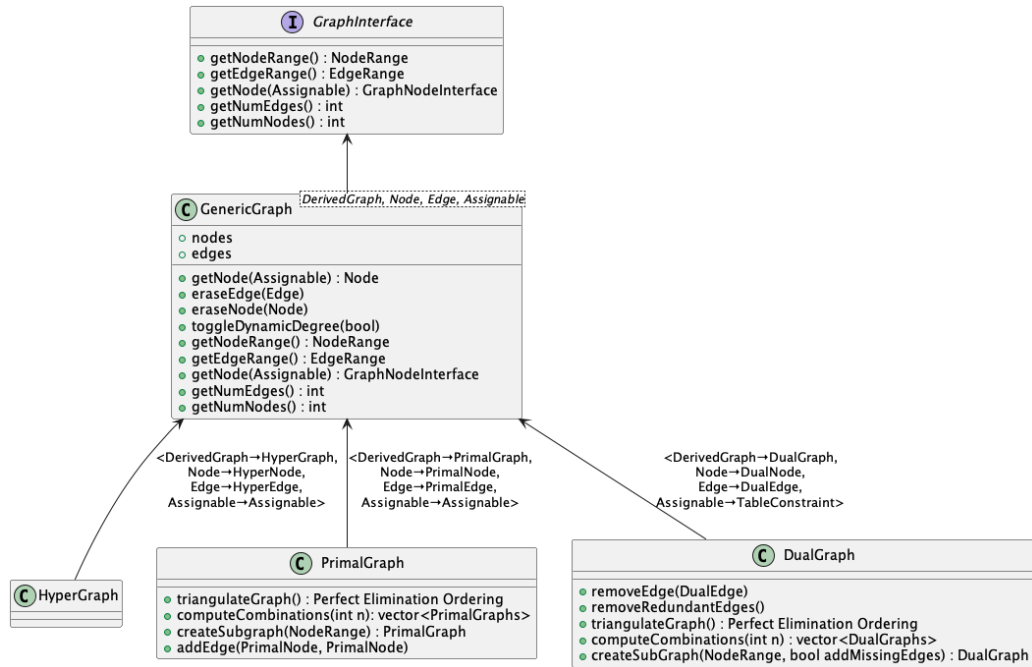 I GraphInterface
getNodeRange() : NodeRange
getEdgeRange() : EdgeRange
getNode(Assignable) : GraphNodeInterface
getNumEdges() : int
getNumNodes() : int
DerivedGraph, Node, Edge, Assignable
C GenericGraph
nodes
edges
getNode(Assignable) : Node
eraseEdge(Edge)
eraseNode(Node)
toggleDynamicDegree(bool)
getNodeRange() : NodeRange
getEdgeRange() : EdgeRange
getNode(Assignable) : GraphNodeInterface
getNumEdges() : int
getNumNodes() : int
<DerivedGraph→HyperGraph,
Node→HyperNode,
Edge→HyperEdge,
Assignable→Assignable>
<DerivedGraph→PrimalGraph,
Node→PrimalNode,
Edge→PrimalEdge,
Assignable→Assignable>
<DerivedGraph→DualGraph,
Node→DualNode,
Edge→DualEdge,
Assignable→TableConstraint>
C HyperGraph
C PrimalGraph
triangulateGraph() : Perfect Elimination Ordering
computeCombinations(int n): vector<PrimalGraphs>
createSubgraph(NodeRange) : PrimalGraph
addEdge(PrimalNode, PrimalNode)
C DualGraph
removeEdge(DualEdge)
removeRedundantEdges()
triangulateGraph() : Perfect Elimination Ordering
computeCombinations(int n) : vector<DualGraphs>
createSubGraph(NodeRange, bool addMissingEdges) : DualGraph